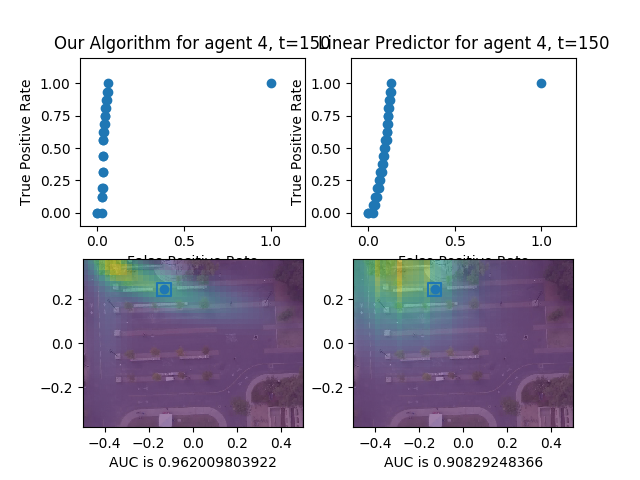 Our Algorithm for agent 4, t=150
Linear Predictor for agent 4, t=150
True Positive Rate
1.00
0.75
0.50
0.25
0.00
True Positive Rate
1.00
0.75
0.50
0.25
0.00
0.0 0.5 1.0
0.0 0.5 1.0
False Positive Rate
False Positive Rate
0.2
0.0
−0.2
0.2
0.0
−0.2
−0.4 −0.2 0.0 0.2 0.4
−0.4 −0.2 0.0 0.2 0.4
AUC is 0.962009803922
AUC is 0.90829248366